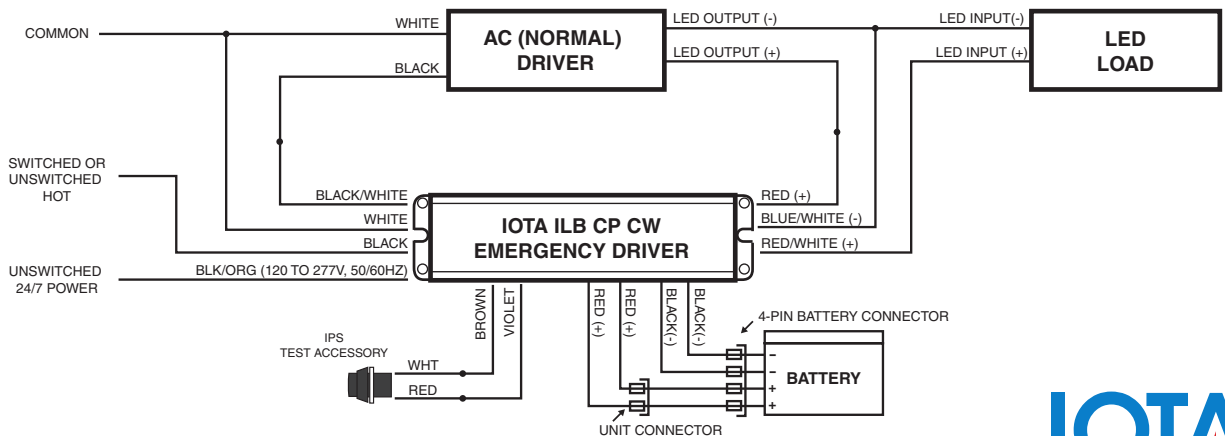 COMMON
WHITE
BLACK
AC (NORMAL)
DRIVER
LED OUTPUT (-)
LED OUTPUT (+)
LED INPUT(-)
LED INPUT (+)
LED
LOAD
SWITCHED OR
UNSWITCHED
HOT
UNSWITCHED
24/7 POWER
BLACK/WHITE
WHITE
BLACK
BLK/ORG (120 TO 277V, 50/60HZ)
IOTA ILB CP CW
EMERGENCY DRIVER
RED (+)
BLUE/WHITE (-)
RED/WHITE (+)
BROWN
VIOLET
RED (+)
RED (+)
BLACK(-)
BLACK(-)
IPS
TEST ACCESSORY
WHT
RED
4-PIN BATTERY CONNECTOR
BATTERY
–
–
+
+
UNIT CONNECTOR
IOTA